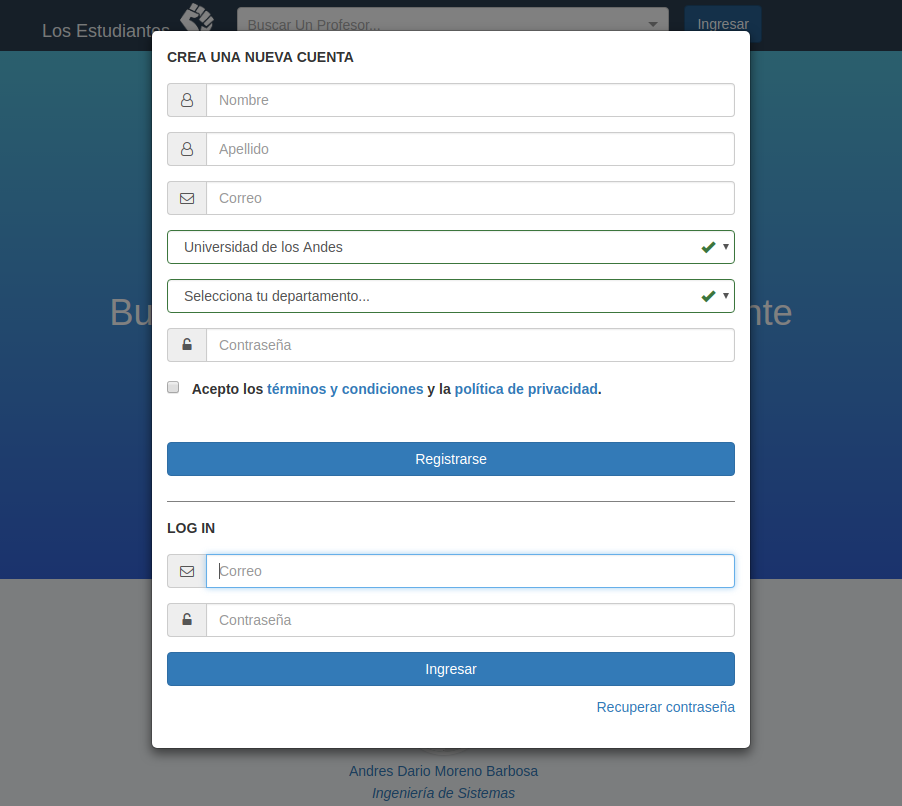 Los Estudiantes
Buscar Un Profesor...
Ingresar
CREA UNA NUEVA CUENTA
Nombre
Apellido
Correo
Universidad de los Andes
Selecciona tu departamento...
Contraseña
Acepto los términos y condiciones y la política de privacidad.
Registrarse
LOG IN
Correo
Contraseña
Ingresar
Recuperar contraseña
Andres Dario Moreno Barbosa
Ingeniería de Sistemas